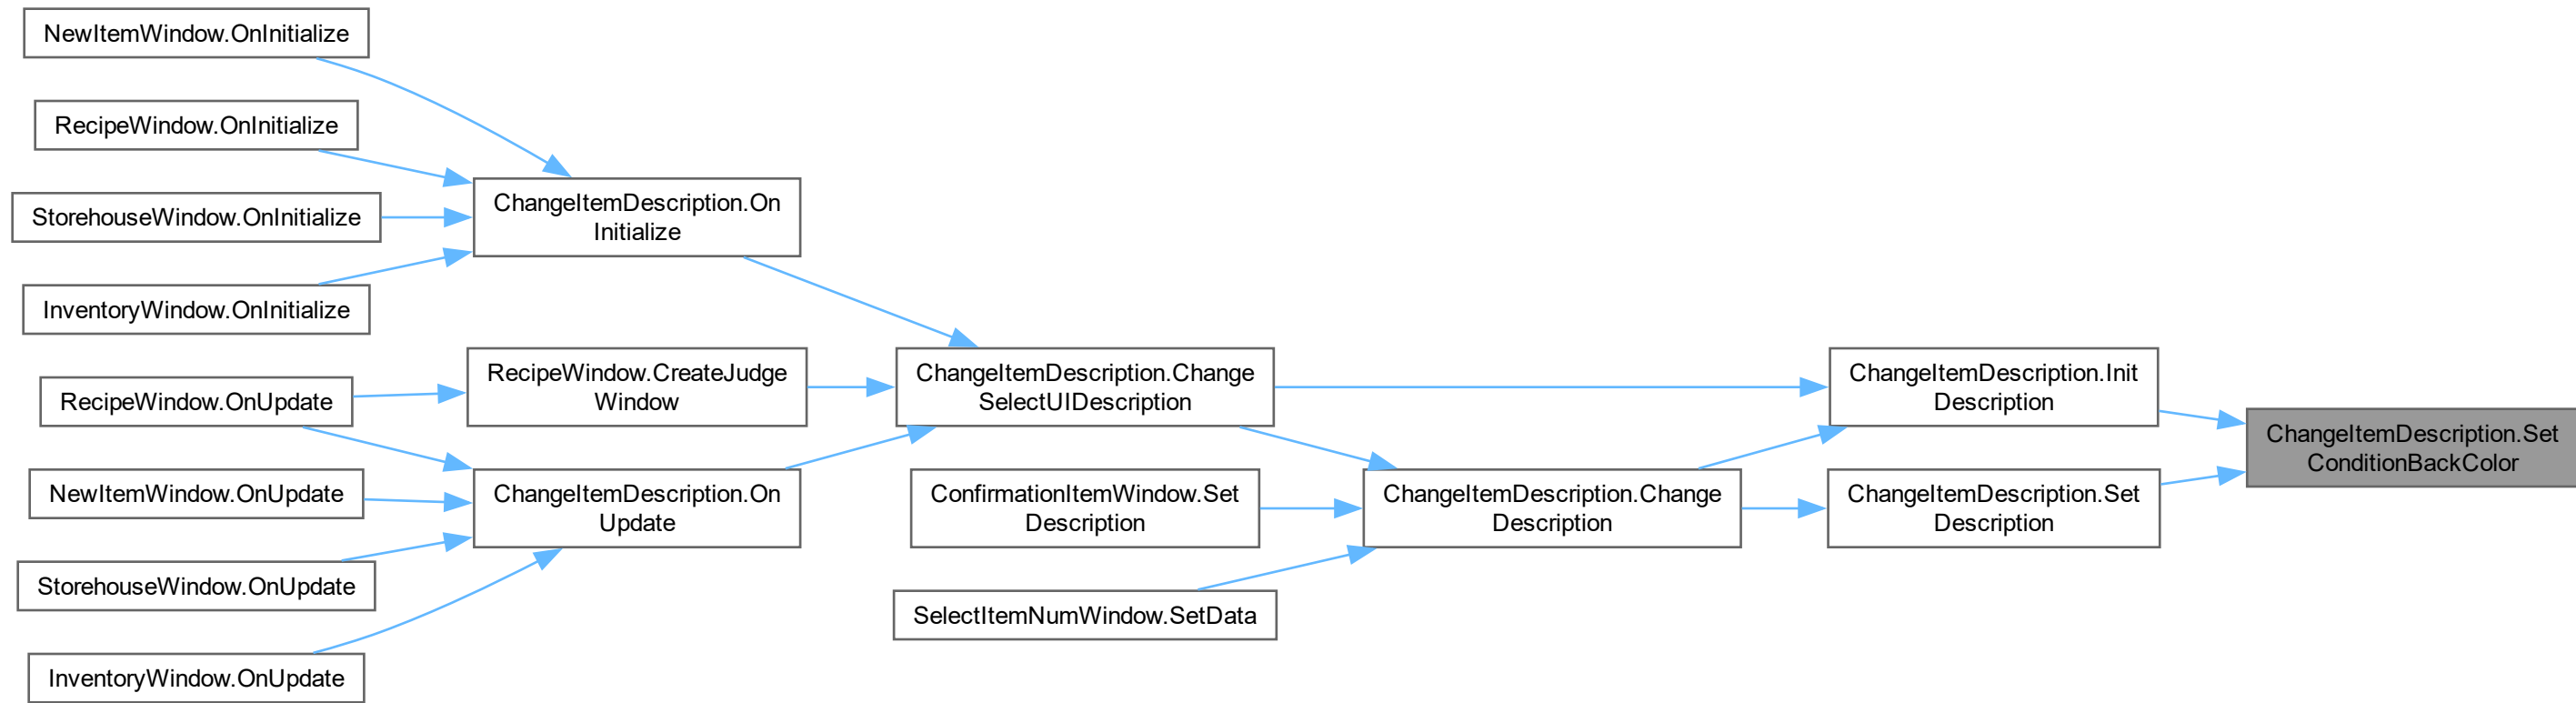 NewItemWindow.OnInitialize
RecipeWindow.OnInitialize
StorehouseWindow.OnInitialize
InventoryWindow.OnInitialize
RecipeWindow.OnUpdate
NewItemWindow.OnUpdate
StorehouseWindow.OnUpdate
InventoryWindow.OnUpdate
ChangeItemDescription.On
Initialize
RecipeWindow.CreateJudge
Window
ChangeItemDescription.On
Update
ChangeItemDescription.Change
SelectUIDescription
ConfirmationItemWindow.Set
Description
SelectItemNumWindow.SetData
ChangeItemDescription.Change
Description
ChangeItemDescription.Init
Description
ChangeItemDescription.Set
Description
ChangeItemDescription.Set
ConditionBackColor